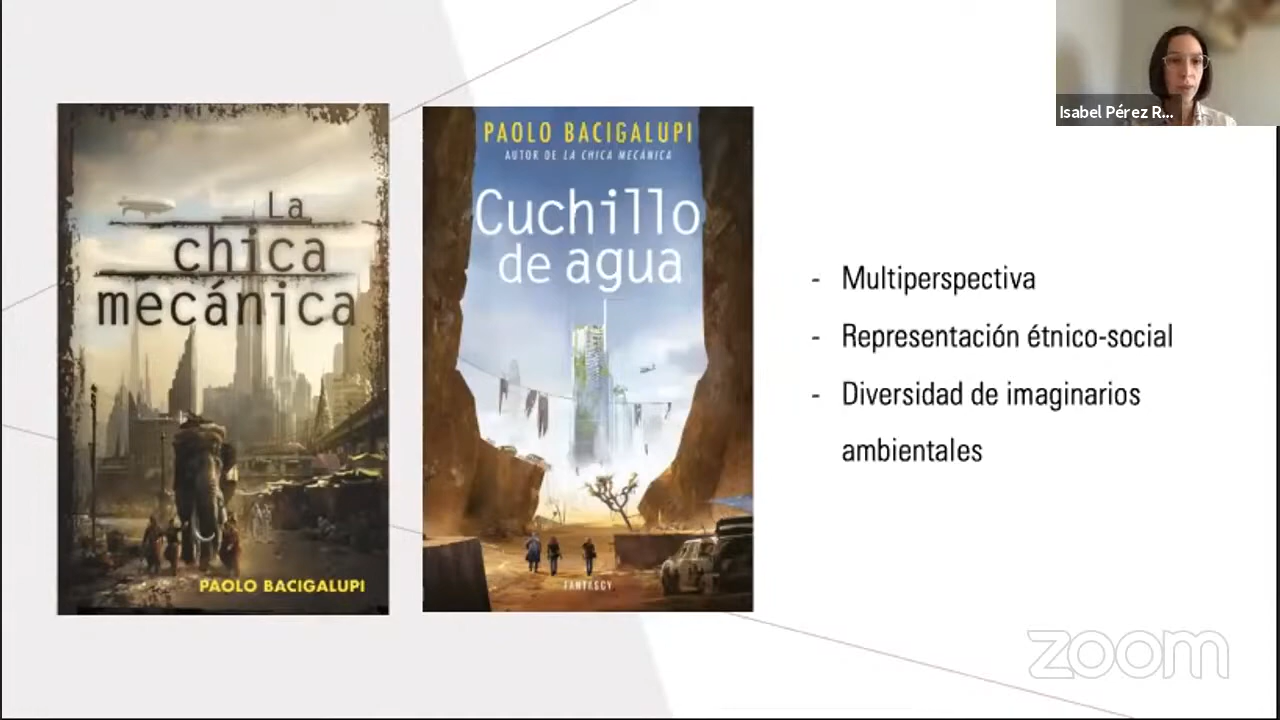 La
chica
mecánica
PAOLO BACIGALUPI
PAOLO BACIGALUPI
AUTOR DE LA CHICA MECÁNICA
Cuchillo
de agua
FANTASCY
- Multiperspectiva
- Representación étnico-social
- Diversidad de imaginarios
ambientales
Isabel Pérez R...
zoom